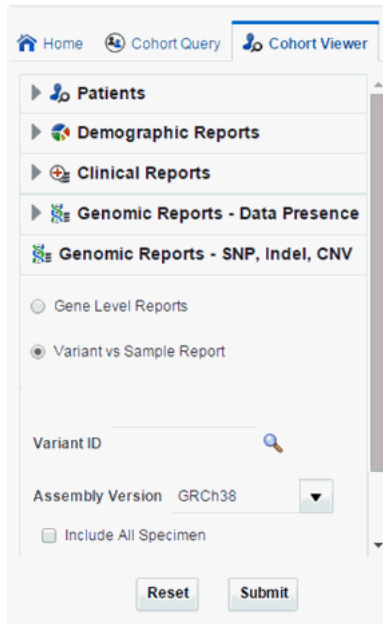 Home Cohort Query Cohort Viewer
Patients
Demographic Reports
Clinical Reports
Genomic Reports - Data Presence
Genomic Reports - SNP, Indel, CNV
Gene Level Reports
Variant vs Sample Report
Variant ID
Assembly Version GRCh38
Include All Specimen
Reset Submit